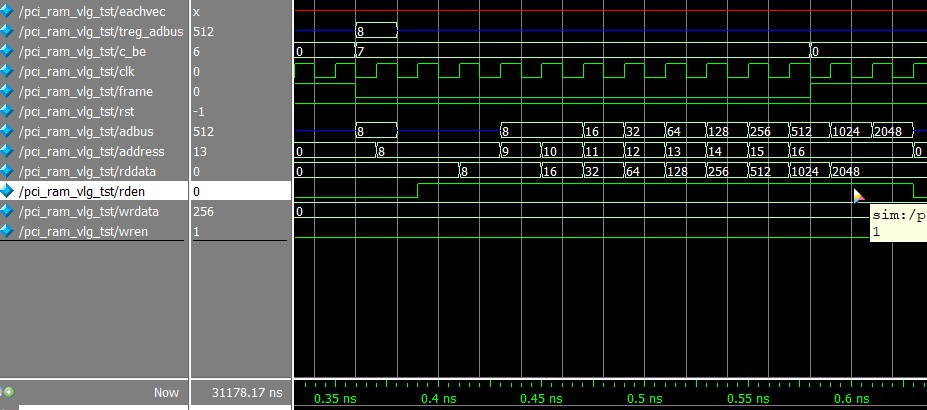 /pci_ram_vlg_tst/eachvec x
/pci_ram_vlg_tst/treg_adbus 512 8
/pci_ram_vlg_tst/c_be 6 0 7 0
/pci_ram_vlg_tst/clk 0
/pci_ram_vlg_tst/frame 0
/pci_ram_vlg_tst/rst -1
/pci_ram_vlg_tst/adbus 512 8 8 16 32 64 128 256 512 1024 2048
/pci_ram_vlg_tst/address 13 0 8 9 10 11 12 13 14 15 16 0
/pci_ram_vlg_tst/rddata 0 0 8 16 32 64 128 256 512 1024 2048
/pci_ram_vlg_tst/rden 0
/pci_ram_vlg_tst/wrdata 256 0
/pci_ram_vlg_tst/wren 1
sim:/p
1
Now 31178.17 ns
0.35 ns 0.4 ns 0.45 ns 0.5 ns 0.55 ns 0.6 ns